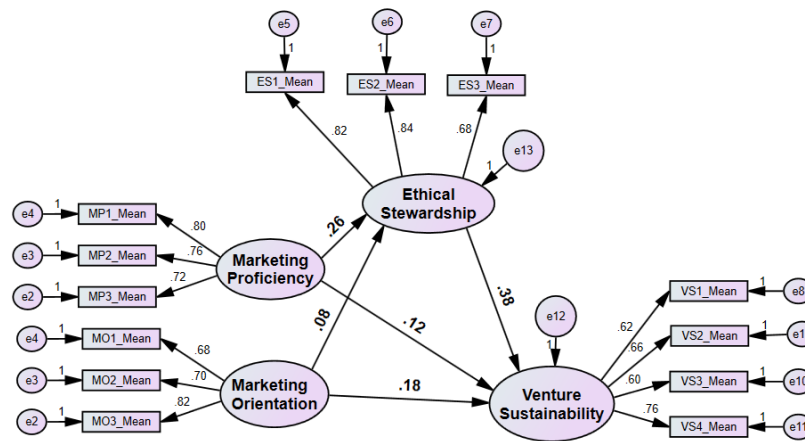 e5
e6
e7
1
1
1
ES1_Mean
ES2_Mean
ES3_Mean
.82
.84
.68
e13
1
Ethical
Stewardship
e4
1
MP1_Mean
.80
e3
1
MP2_Mean
.76
e2
1
MP3_Mean
.72
Marketing
Proficiency
.26
.08
.12
.38
e4
1
MO1_Mean
.68
e3
1
MO2_Mean
.70
e2
1
MO3_Mean
.82
Marketing
Orientation
.18
e12
1
Venture
Sustainability
.62
VS1_Mean
1
e8
.66
VS2_Mean
1
.60
VS3_Mean
1
e10
.76
VS4_Mean
1
e11